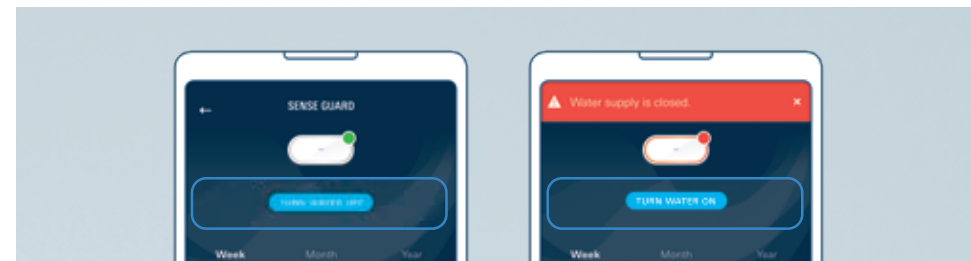 SENSE GUARD
TURN WATER OFF
Week Month Year
Water supply is closed.
TURN WATER ON
Week Month Year